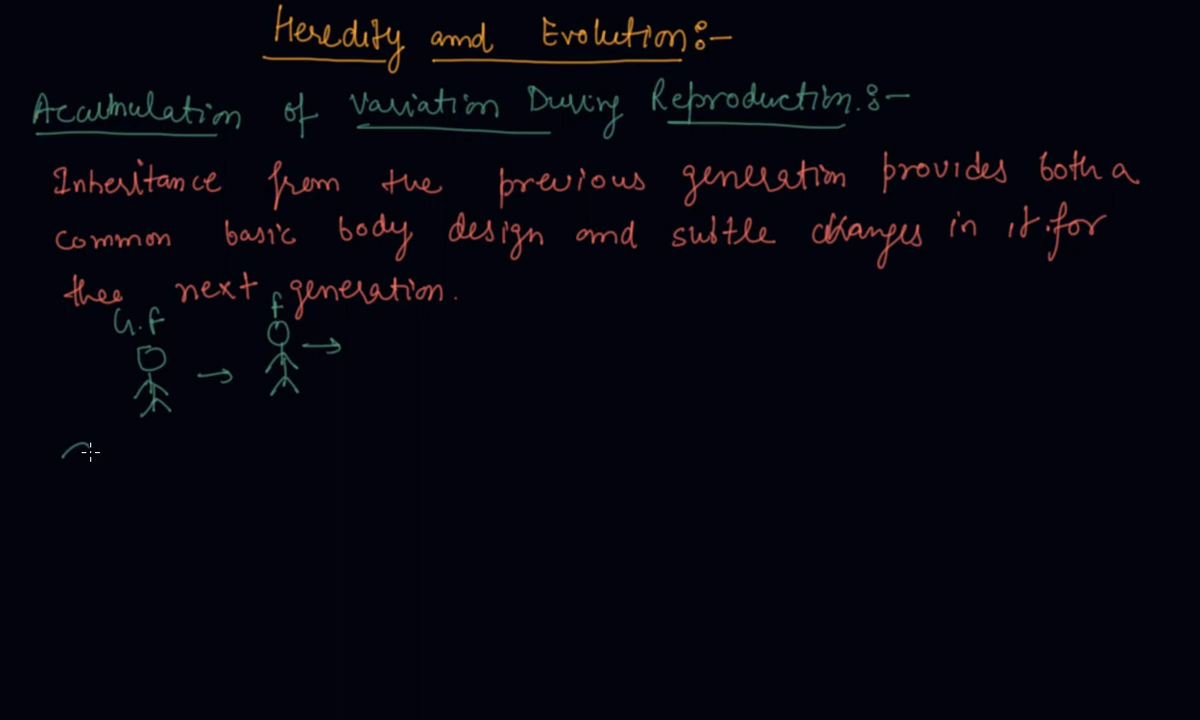 Heredity and Evolution:-
Accumulation of Variation During Reproduction.:-
Inheritance from the previous generation provides both a
common basic body design and subtle changes in it for
thee next generation.
G.f f